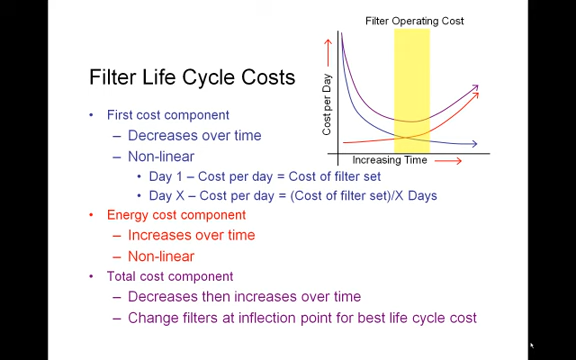 Filter Operating Cost
Filter Life Cycle Costs
Cost per Day
Increasing Time
• First cost component
– Decreases over time
– Non-linear
• Day 1 – Cost per day = Cost of filter set
• Day X – Cost per day = (Cost of filter set)/X Days
• Energy cost component
– Increases over time
– Non-linear
• Total cost component
– Decreases then increases over time
– Change filters at inflection point for best life cycle cost